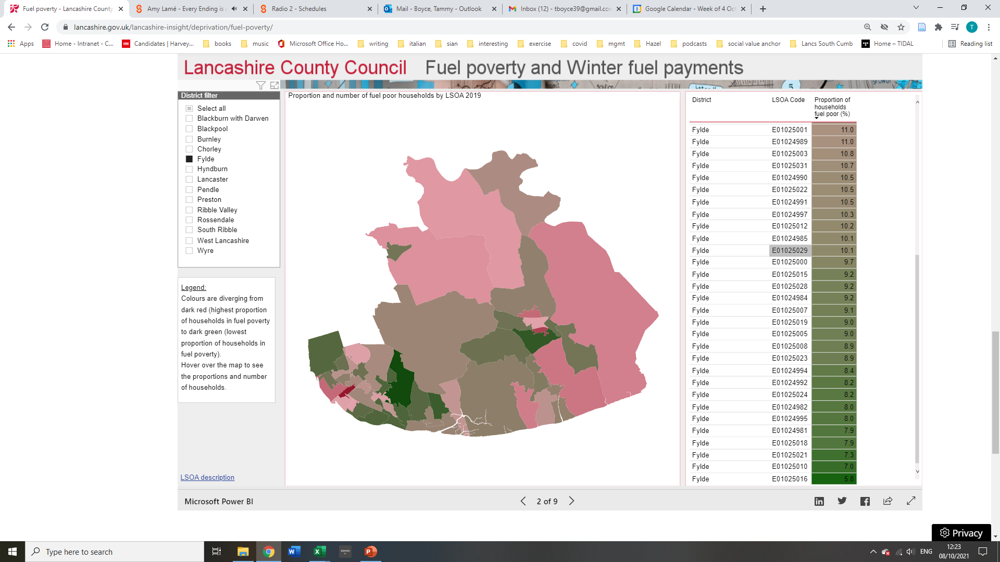 Fuel poverty - Lancashire County
Amy Lamé - Every Ending is a
Radio 2 - Schedules
Mail - Boyce, Tammy - Outlook
Inbox (12) - tboyce39@gmail.con
Google Calendar - Week of 4 Oct
lancashire.gov.uk/lancashire-insight/deprivation/fuel-poverty/
T
Apps
Home - Intranet - C...
HN Candidates | Harvey...
books
music
Microsoft Office Ho...
writing
italian
sian
interesting
exercise
covid
mgmt
Hazel
podcasts
social value anchor
Lancs South Cumb
Home – TIDAL
Reading list
Lancashire County Council Fuel poverty and Winter fuel payments
District filter
Select all
Blackburn with Darwen
Blackpool
Burnley
Chorley
Fylde
Hyndburn
Lancaster
Pendle
Preston
Ribble Valley
Rossendale
South Ribble
West Lancashire
Wyre
Legend:
Colours are diverging from
dark red (highest proportion
of households in fuel poverty
to dark green (lowest
proportion of households in
fuel poverty).
Hover over the map to see
the proportions and number
of households.
LSOA description
Proportion and number of fuel poor households by LSOA 2019
District LSOA Code Proportion of
households
fuel poor (%)
Fylde E01025001 11.0
Fylde E01024989 11.0
Fylde E01025003 10.8
Fylde E01025031 10.7
Fylde E01024990 10.5
Fylde E01025022 10.5
Fylde E01024991 10.5
Fylde E01024997 10.3
Fylde E01025012 10.2
Fylde E01024985 10.1
Fylde E01025029 10.1
Fylde E01025000 9.7
Fylde E01025015 9.2
Fylde E01025028 9.2
Fylde E01024984 9.2
Fylde E01025007 9.1
Fylde E01025019 9.0
Fylde E01025005 9.0
Fylde E01025008 8.9
Fylde E01025023 8.9
Fylde E01024994 8.4
Fylde E01024992 8.2
Fylde E01025024 8.2
Fylde E01024982 8.0
Fylde E01024995 8.0
Fylde E01024981 7.9
Fylde E01025018 7.9
Fylde E01025021 7.3
Fylde E01025010 7.0
Fylde E01025016 5.8
Microsoft Power BI
2 of 9
Privacy
Type here to search
ENG
12:23
08/10/2021